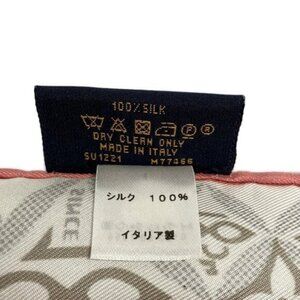 100% SILK
DRY CLEAN ONLY
MADE IN ITALY
SU1221 M77466
シルク 100%
イタリア製
SINCE